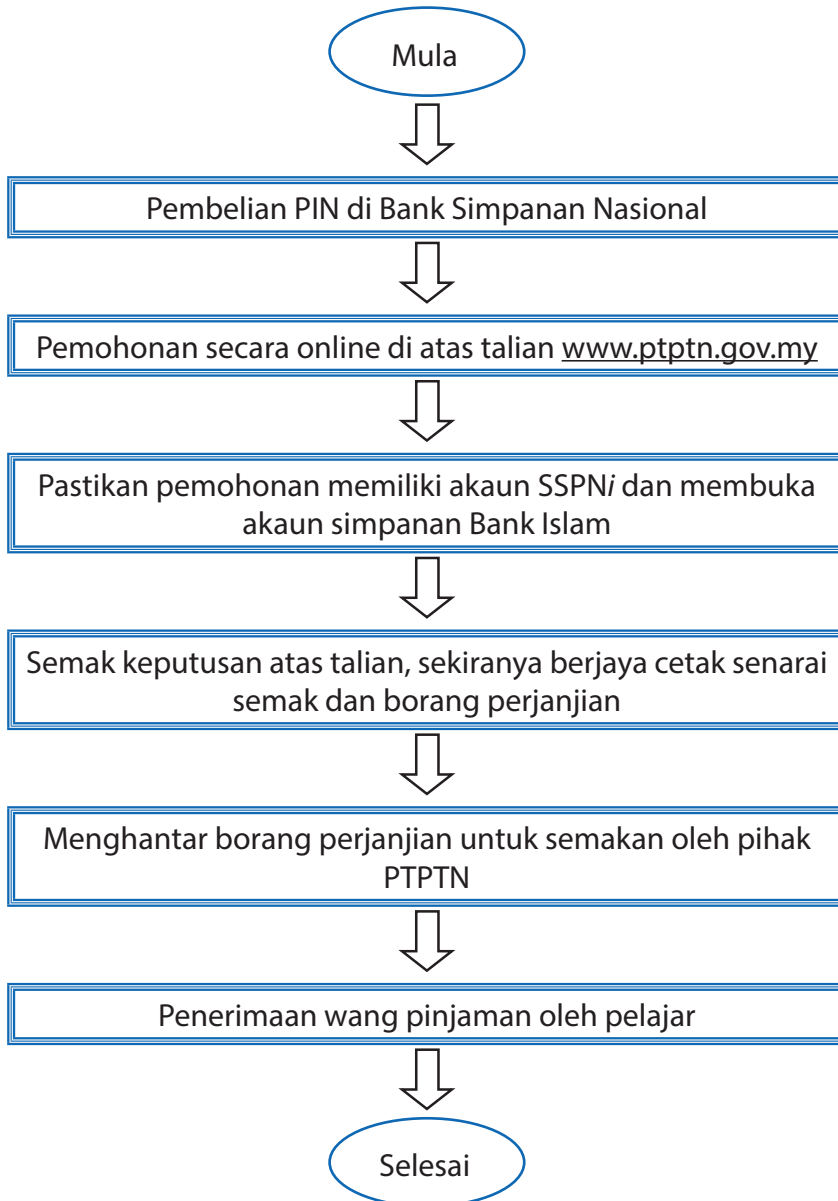 Mula
Pembelian PIN di Bank Simpanan Nasional
Pemohonan secara online di atas talian www.ptptn.gov.my
Pastikan pemohonan memiliki akaun SSPNi dan membuka
akaun simpanan Bank Islam
Semak keputusan atas talian, sekiranya berjaya cetak senarai
semak dan borang perjanjian
Menghantar borang perjanjian untuk semakan oleh pihak
PTPTN
Penerimaan wang pinjaman oleh pelajar
Selesai